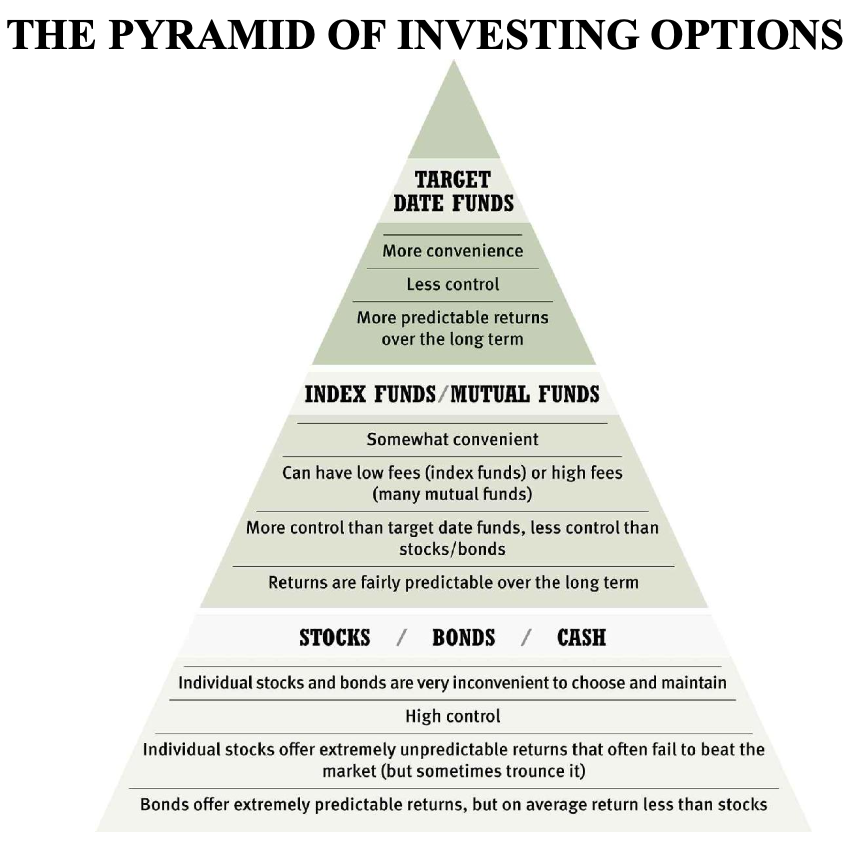 THE PYRAMID OF INVESTING OPTIONS
TARGET
DATE FUNDS
More convenience
Less control
More predictable returns
over the long term
INDEX FUNDS/MUTUAL FUNDS
Somewhat convenient
Can have low fees (index funds) or high fees
(many mutual funds)
More control than target date funds, less control than
stocks/bonds
Returns are fairly predictable over the long term
STOCKS / BONDS / CASH
Individual stocks and bonds are very inconvenient to choose and maintain
High control
Individual stocks offer extremely unpredictable returns that often fail to beat the
market (but sometimes trounce it)
Bonds offer extremely predictable returns, but on average return less than stocks